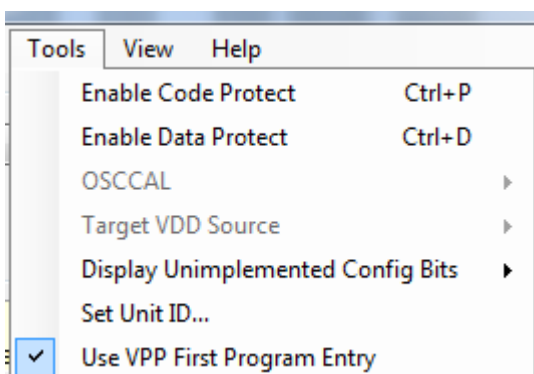 Tools View Help
Enable Code Protect Ctrl+P
Enable Data Protect Ctrl+D
OSCCAL
Target VDD Source
Display Unimplemented Config Bits
Set Unit ID...
Use VPP First Program Entry